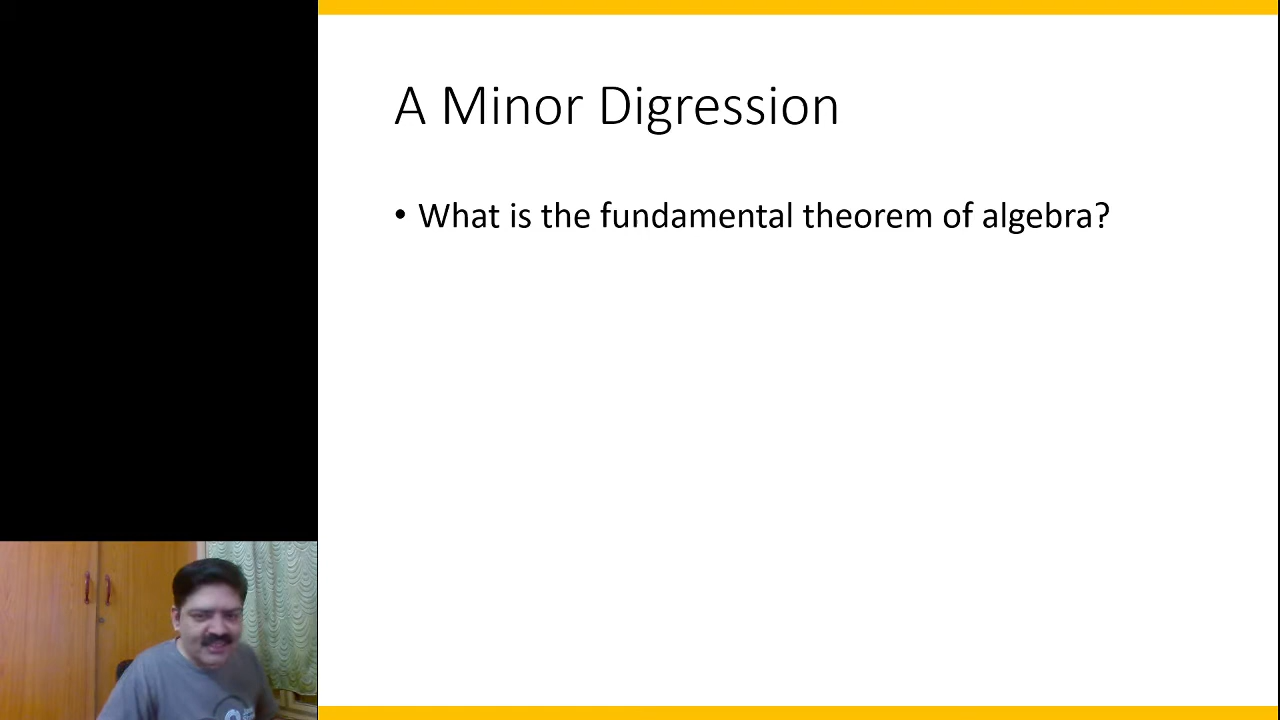 A Minor Digression
• What is the fundamental theorem of algebra?